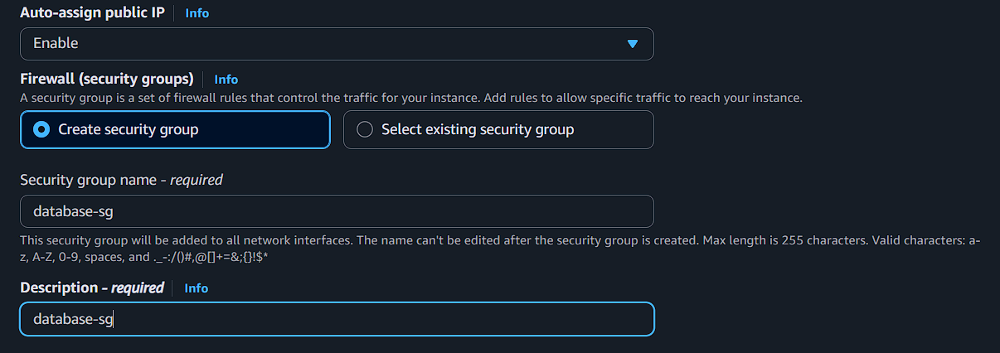 Auto-assign public IP Info
Enable
Firewall (security groups) Info
A security group is a set of firewall rules that control the traffic for your instance. Add rules to allow specific traffic to reach your instance.
Create security group Select existing security group
Security group name - required
database-sg
This security group will be added to all network interfaces. The name can't be edited after the security group is created. Max length is 255 characters. Valid characters: a-
z, A-Z, 0-9, spaces, and ._-:/()#,@[]+=&;{}!$*
Description - required Info
database-sg